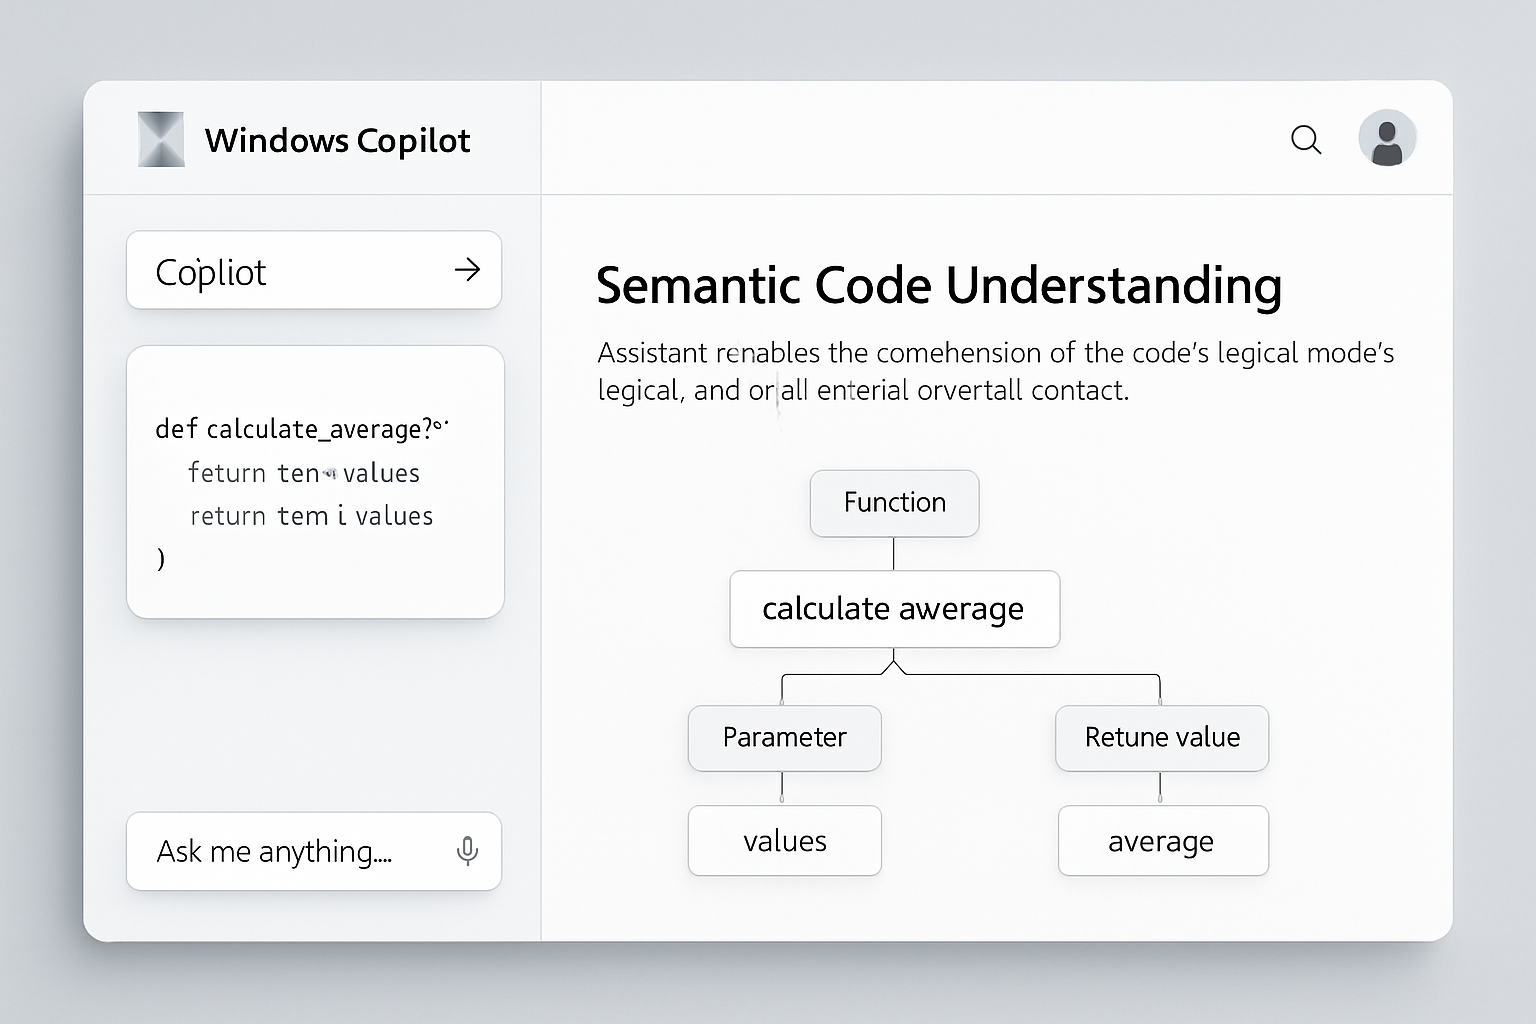 Windows Copilot
Copliot
def calculate_average?
feturn ten values
return tem i values
)
Ask me anything....
Semantic Code Understanding
Assistant renables the comehension of the code's legical mode's
legical, and or all enterial orvertall contact.
Function
calculate awerage
Parameter
Retune value
values
average